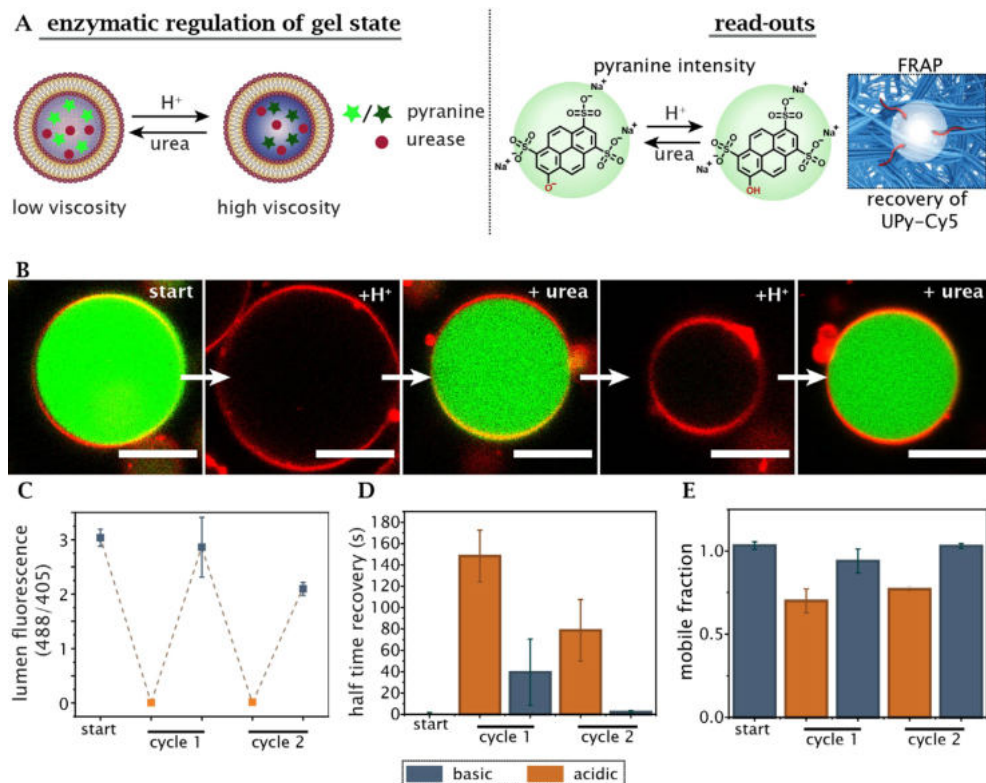 A enzymatic regulation of gel state
H⁺
urea
pyranine
urease
low viscosity
high viscosity
read-outs
pyranine intensity
FRAP
Na⁺
O⁻
O=S=O
H⁺
urea
Na⁺
Na⁺
O⁻
Na⁺
O⁻
O=S=O
Na⁺
Na⁺
OH
recovery of
UPy-Cy5
B
start
+H⁺
+ urea
+H⁺
+ urea
C
lumen fluorescence
(488/405)
3
2
1
0
start
cycle 1
cycle 2
D
half time recovery (s)
180
160
140
120
100
80
60
40
20
0
start
cycle 1
cycle 2
E
mobile fraction
1.0
0.5
0.0
start
cycle 1
cycle 2
basic
acidic